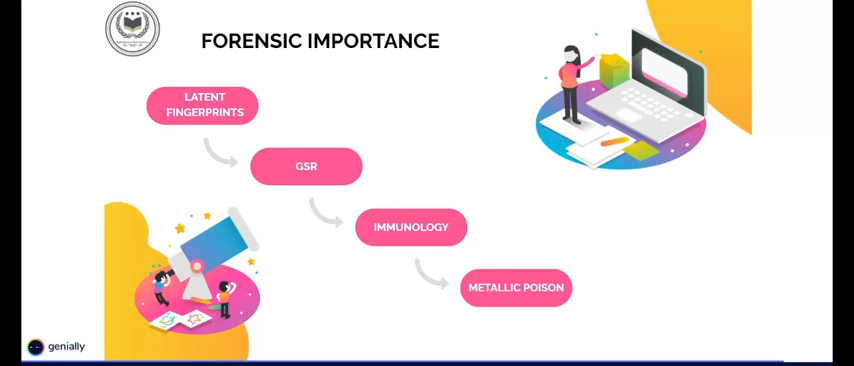 FORENSIC IMPORTANCE
LATENT
FINGERPRINTS
GSR
IMMUNOLOGY
METALLIC POISON
genially